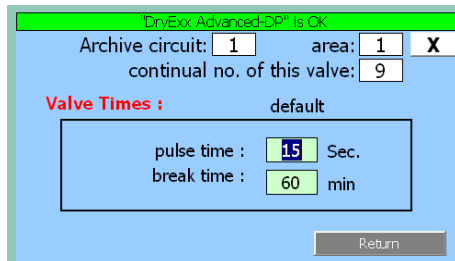 "DryExx Advanced-DP" is OK
Archive circuit: 1 area: 1 X
continual no. of this valve: 9
Valve Times : default
pulse time : 15 Sec.
break time : 60 min
Return